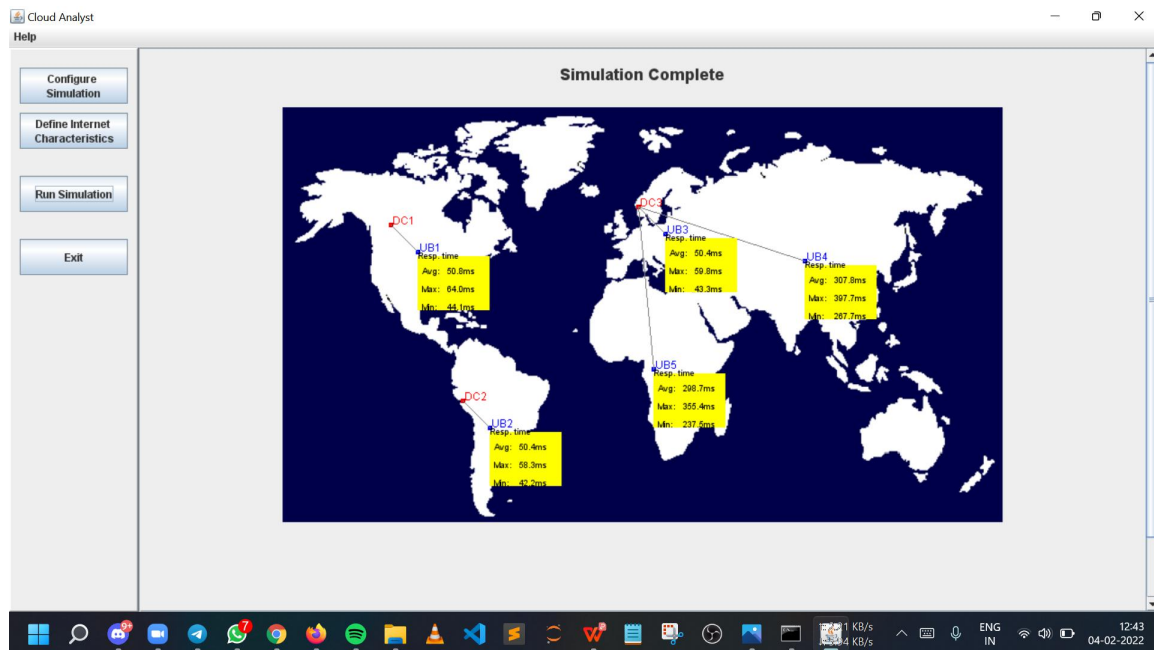 Cloud Analyst
Help
Configure
Simulation
Define Internet
Characteristics
Run Simulation
Exit
Simulation Complete
DC1
UB1
Resp. time
Avg: 50.8ms
Max: 64.0ms
Min: 44.1ms
DC2
UB2
Resp. time
Avg: 50.4ms
Max: 58.3ms
Min: 42.2ms
DC3
UB3
Resp. time
Avg: 50.4ms
Max: 59.8ms
Min: 43.3ms
UB4
Resp. time
Avg: 307.8ms
Max: 397.7ms
Min: 267.7ms
UB5
Resp. time
Avg: 298.7ms
Max: 355.4ms
Min: 237.5ms
9+
7
KB/s
KB/s
ENG
IN
12:43
04-02-2022